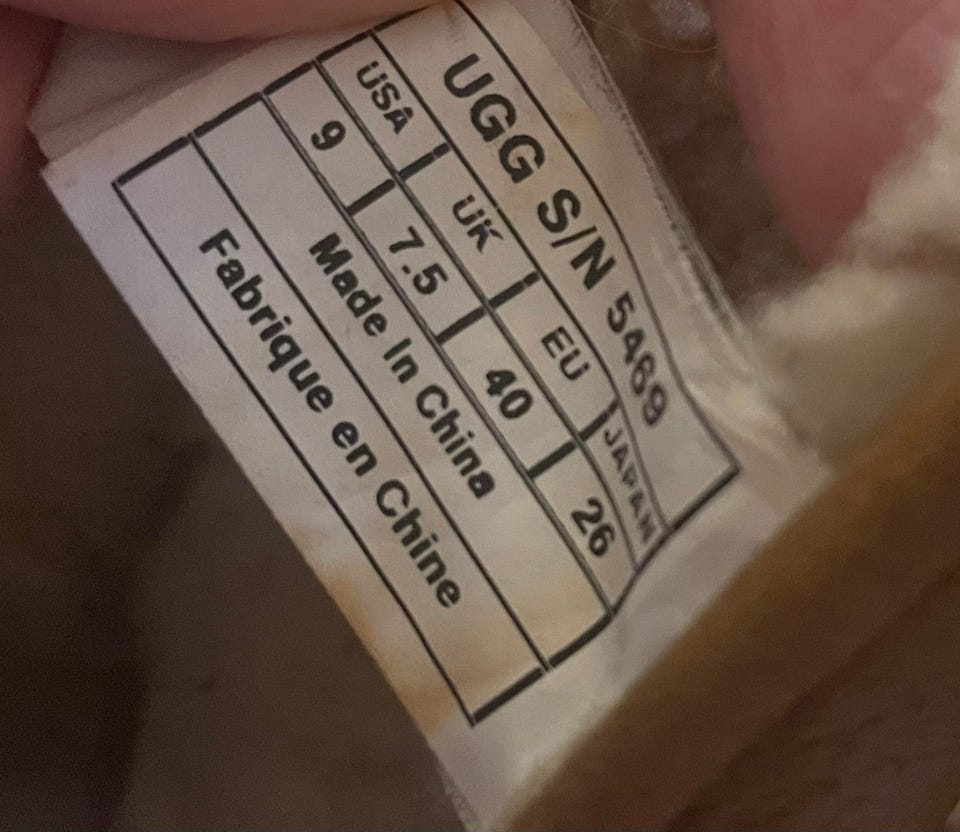 UGG S/N 5469
USA UK EU JAPAN
9 7.5 40 26
Made In China
Fabrique en Chine